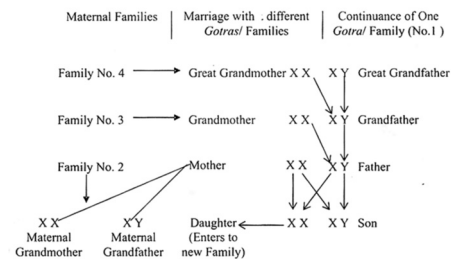 Maternal Families | Marriage with . different | Continuance of One
Gotras/ Families | Gotra/ Family (No.1 )
Family No. 4 Great Grandmother X X X Y Great Grandfather
Family No. 3 Grandmother X X X Y Grandfather
Family No. 2 Mother X X X Y Father
X X X Y Daughter X X X Y Son
Maternal Maternal (Enters to
Grandmother Grandfather new Family)